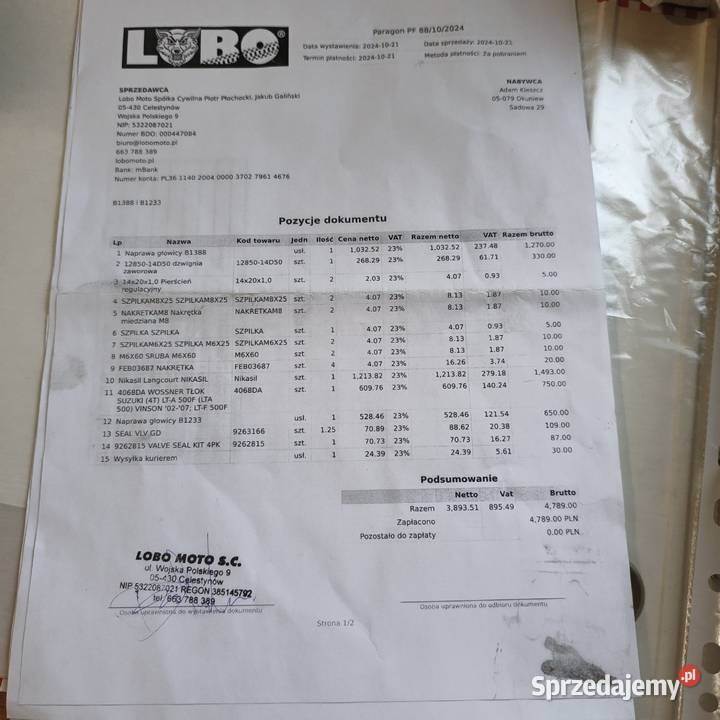 LOBO®
Paragon PF 68/10/2024
Data wystawienia: 2024-10-21 Data sprzedaży: 2024-10-21
Termin płatności: 2024-10-21 Metoda płatności: Za pobraniem
SPRZEDAWCA
Lobo Moto Spółka Cywilna Piotr Płochocki, Jakub Galiński
05-430 Celestynów
Wojska Polskiego 9
NIP: 5322087021
Numer BDO: 000447084
biuro@lobomoto.pl
663 788 389
lobomoto.pl
Bank: mBank
Numer konta: PL36 1140 2004 0000 3702 7961 4676
NABYWCA
Adam Kleszcz
05-079 Okuniew
Sadowa 29
B1388 i B1233
Pozycje dokumentu
Lp Nazwa Kod towaru Jedn Ilość Cena netto VAT Razem netto VAT Razem brutto
1 Naprawa głowicy B1388 usł. 1 1,032.52 23% 1,032.52 237.48 1,270.00
2 12850-14D50 dzwignia 12850-14D50 szt. 1 268.29 23% 268.29 61.71 330.00
zaworowa
3 14x20x1,0 Pierścień 14x20x1,0 szt. 2 2.03 23% 4.07 0.93 5.00
regulacyjny
4 SZPILKAM8X25 SZPILKAM8X25 SZPILKAM8X25 szt. 2 4.07 23% 8.13 1.87 10.00
5 NAKRETKAM8 Nakrętka NAKRETKAM8 szt. 2 4.07 23% 8.13 1.87 10.00
miedziana M8
6 SZPILKA SZPILKA SZPILKA szt. 1 4.07 23% 4.07 0.93 5.00
7 SZPILKAM6X25 SZPILKA M6X25 SZPILKAM6X25 szt. 2 4.07 23% 8.13 1.87 10.00
8 M6X60 SRUBA M6X60 M6X60 szt. 2 4.07 23% 8.13 1.87 10.00
9 FEB03687 NAKRĘTKA FEB03687 szt. 4 4.07 23% 16.26 3.74 20.00
10 Nikasil Langcourt NIKASIL Nikasil szt. 1 1,213.82 23% 1,213.82 279.18 1,493.00
11 4068DA WOSSNER TŁOK 4068DA szt. 1 609.76 23% 609.76 140.24 750.00
SUZUKI (4T) LT-A 500F (LTA
500) VINSON '02-'07; LT-F 500F
12 Naprawa głowicy B1233 usł. 1 528.46 23% 528.46 121.54 650.00
13 SEAL VLV GD 9263166 szt. 1.25 70.89 23% 88.62 20.38 109.00
14 9262815 VALVE SEAL KIT 4PK 9262815 szt. 1 70.73 23% 70.73 16.27 87.00
15 Wysyłka kurierem usł. 1 24.39 23% 24.39 5.61 30.00
Podsumowanie
Netto Vat Brutto
Razem 3,893.51 895.49 4,789.00
Zapłacono 4,789.00 PLN
Pozostało do zapłaty 0.00 PLN
LOBO MOTO S.C.
ul. Wojska Polskiego 9
05-430 Celestynów
NIP 5322087021 REGON 385145792
tel. 663 788 389
Osoba uprawniona do wystawienia dokumentu
Osoba uprawniona do odbioru dokumentu
Strona 1/2
Sprzedajemy.pl